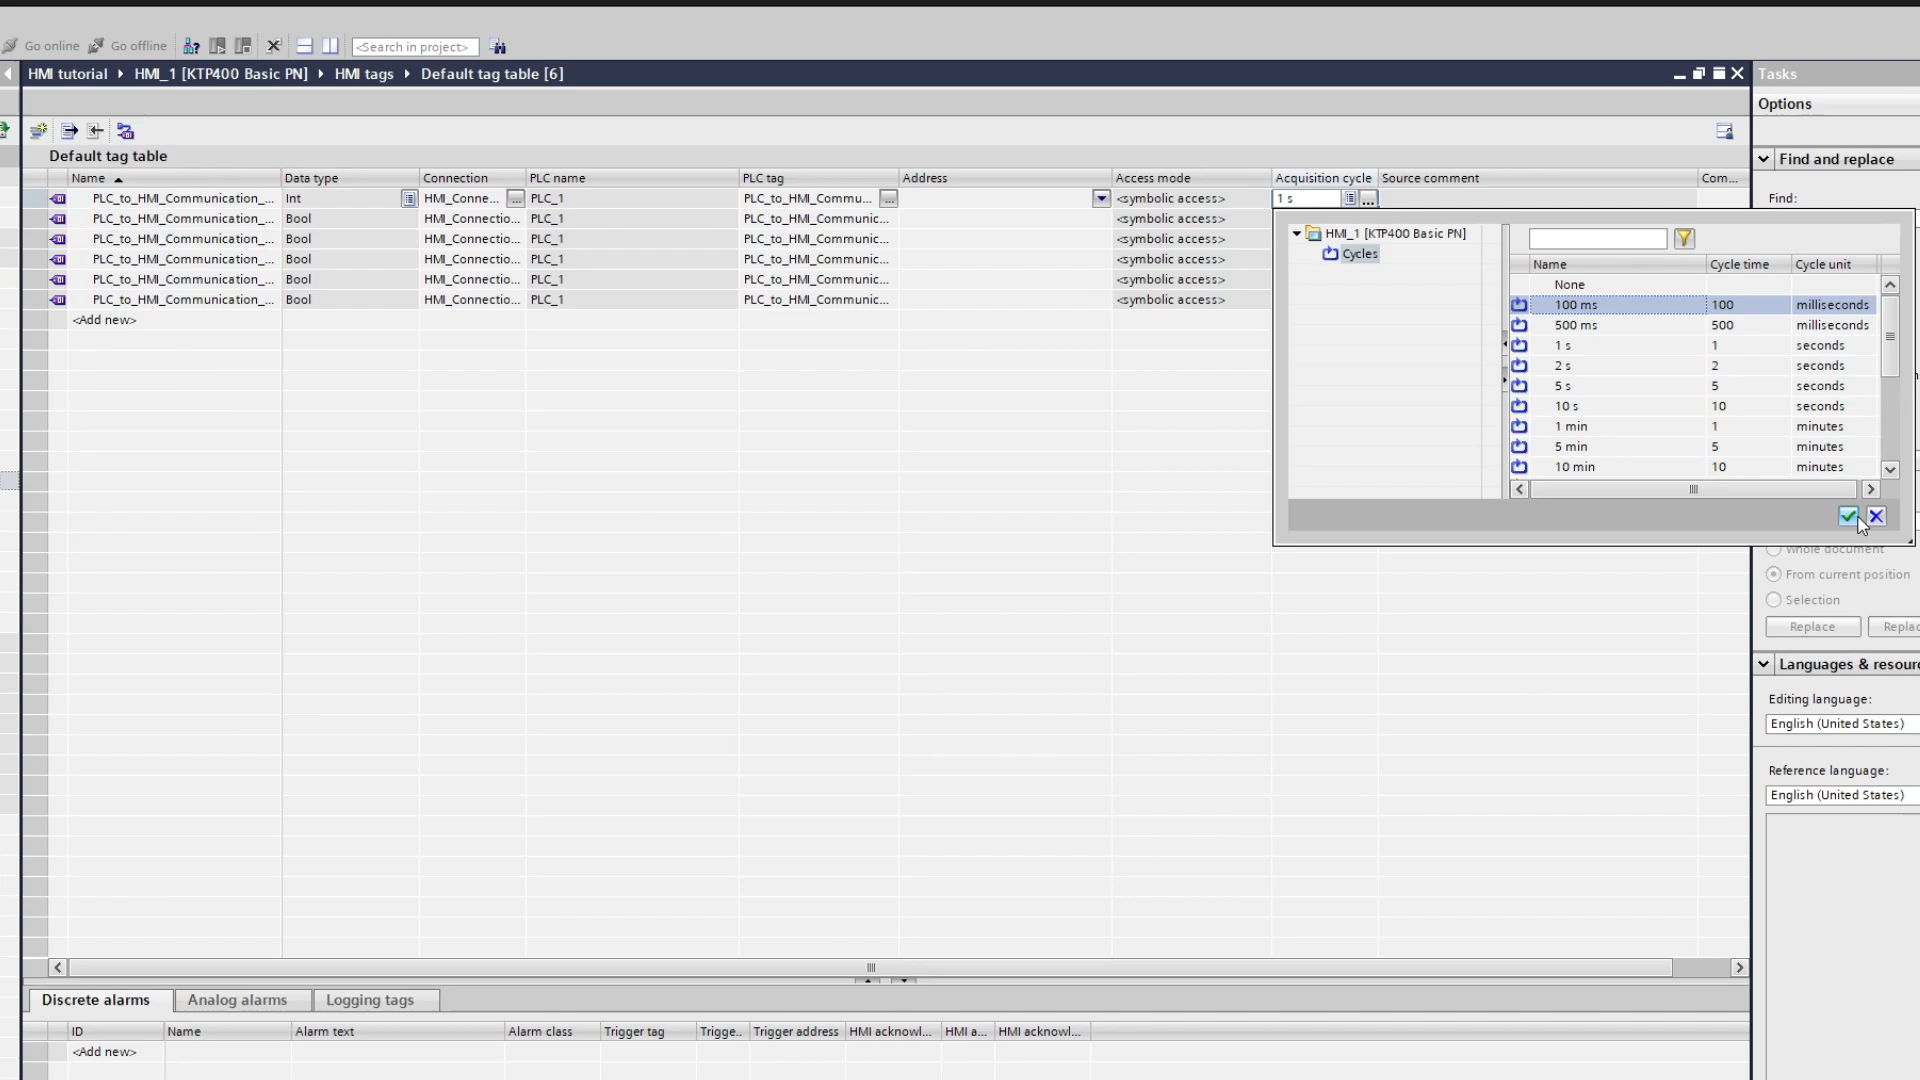 Go online Go offline <Search in project>
HMI tutorial HMI_1 [KTP400 Basic PN] HMI tags Default tag table [6]
Tasks
Options
Default tag table
Find and replace
Name Data type Connection PLC name PLC tag Address Access mode Acquisition cycle Source comment Com...
PLC_to_HMI_Communication_... Int HMI_Conne... ... PLC_1 PLC_to_HMI_Commu... ... <symbolic access> 1 s ...
Find:
PLC_to_HMI_Communication_... Bool HMI_Connectio... PLC_1 PLC_to_HMI_Communic... <symbolic access>
PLC_to_HMI_Communication_... Bool HMI_Connectio... PLC_1 PLC_to_HMI_Communic... <symbolic access>
PLC_to_HMI_Communication_... Bool HMI_Connectio... PLC_1 PLC_to_HMI_Communic... <symbolic access>
PLC_to_HMI_Communication_... Bool HMI_Connectio... PLC_1 PLC_to_HMI_Communic... <symbolic access>
PLC_to_HMI_Communication_... Bool HMI_Connectio... PLC_1 PLC_to_HMI_Communic... <symbolic access>
<Add new>
HMI_1 [KTP400 Basic PN]
Cycles
Name Cycle time Cycle unit
None
100 ms 100 milliseconds
500 ms 500 milliseconds
1 s 1 seconds
2 s 2 seconds
5 s 5 seconds
10 s 10 seconds
1 min 1 minutes
5 min 5 minutes
10 min 10 minutes
Whole document
From current position
Selection
Replace
Languages &
Editing language:
English (United States)
Reference language:
English (United States)
Discrete alarms Analog alarms Logging tags
ID Name Alarm text Alarm class Trigger tag Trigge.. Trigger address HMI acknowl... HMI a... HMI acknowl...
<Add new>